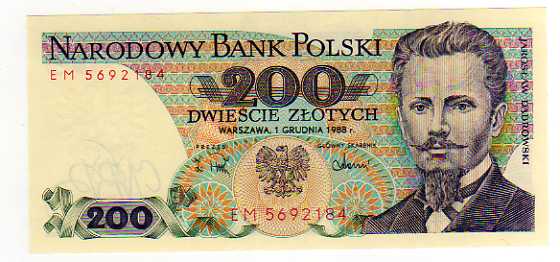 NARODOWY BANK POLSKI
EM 5692184
200
DWIEŚCIE ZŁOTYCH
WARSZAWA, 1 GRUDNIA 1988 r.
PREZES
GŁÓWNY SKARBNIK
JAROSŁAW DĄBROWSKI
200
EM 5692184